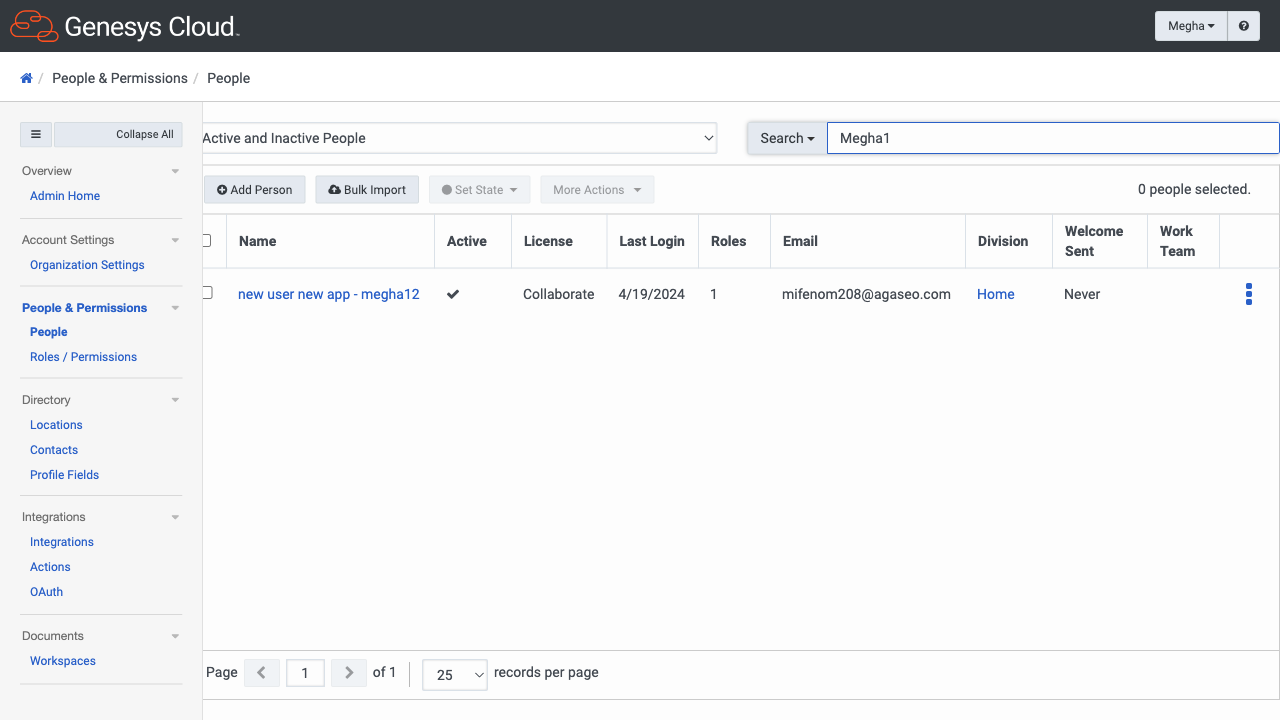 Genesys Cloud™
Megha
People & Permissions / People
Collapse All
Overview
Admin Home
Account Settings
Organization Settings
People & Permissions
People
Roles / Permissions
Directory
Locations
Contacts
Profile Fields
Integrations
Integrations
Actions
OAuth
Documents
Workspaces
Active and Inactive People
Search
Megha1
Add Person
Bulk Import
Set State
More Actions
0 people selected.
Name Active License Last Login Roles Email Division Welcome Sent Work Team
new user new app - megha12 Collaborate 4/19/2024 1 mifenom208@agaseo.com Home Never
Page 1 of 1 25 records per page